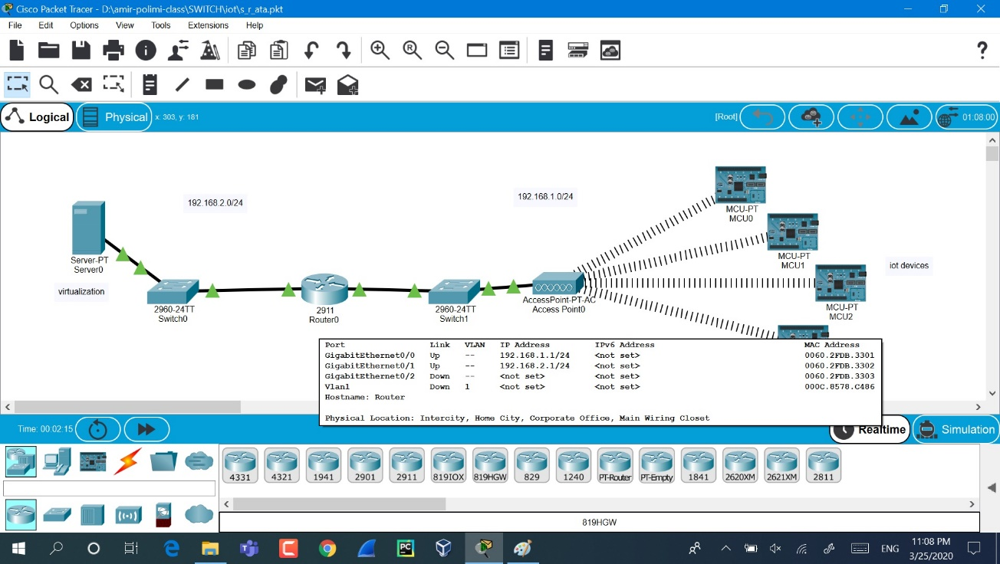 Cisco Packet Tracer - D:\amir-polimi-class\SWITCH\iot\s_r_ata.pkt
File Edit Options View Tools Extensions Help
Logical Physical x: 303, y: 181 [Root] 01:08:00
192.168.2.0/24
192.168.1.0/24
MCU-PT
MCU0
MCU-PT
MCU1
iot devices
MCU-PT
MCU2
Server-PT
Server0
virtualization
2960-24TT
Switch0
2911
Router0
2960-24TT
Switch1
AccessPoint-PT-AC
Access Point0
Port Link VLAN IP Address IPv6 Address MAC Address
GigabitEthernet0/0 Up -- 192.168.1.1/24 <not set> 0060.2FDB.3301
GigabitEthernet0/1 Up -- 192.168.2.1/24 <not set> 0060.2FDB.3302
GigabitEthernet0/2 Down -- <not set> <not set> 0060.2FDB.3303
Vlan1 Down 1 <not set> <not set> 000C.8578.C486
Hostname: Router
Physical Location: Intercity, Home City, Corporate Office, Main Wiring Closet
Time: 00:02:15 Realtime Simulation
4331 4321 1941 2901 2911 819IOX 819HGW 829 1240 PT-Router PT-Empty 1841 2620XM 2621XM 2811
819HGW
ENG
11:08 PM
3/25/2020